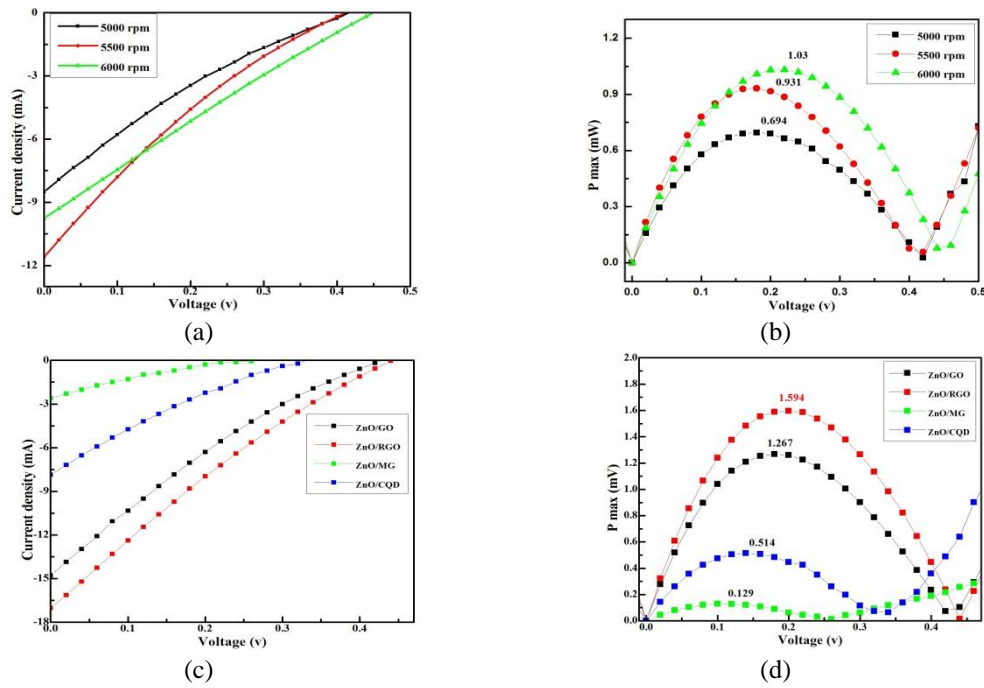 (a)
Current density (mA)
0
-3
-6
-9
-12
5000 rpm
5500 rpm
6000 rpm
0.0 0.1 0.2 0.3 0.4 0.5
Voltage (v)
(a)
(b)
P max (mW)
1.2
0.9
0.6
0.3
0.0
5000 rpm
5500 rpm
6000 rpm
1.03
0.931
0.694
0.0 0.1 0.2 0.3 0.4 0.5
Voltage (v)
(b)
(c)
Current density (mA)
0
-3
-6
-9
-12
-15
-18
ZnO/GO
ZnO/RGO
ZnO/MG
ZnO/CQD
0.0 0.1 0.2 0.3 0.4
Voltage (v)
(c)
(d)
P max (mV)
2.0
1.8
1.6
1.4
1.2
1.0
0.8
0.6
0.4
0.2
0.0
ZnO/GO
ZnO/RGO
ZnO/MG
ZnO/CQD
1.594
1.267
0.514
0.129
0.0 0.1 0.2 0.3 0.4
Voltage (v)
(d)